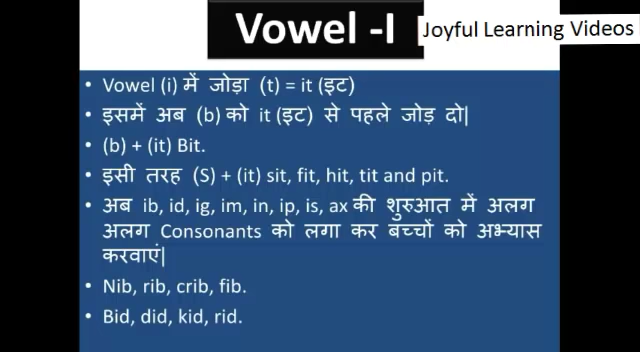 Vowel -I
Joyful Learning Videos
Vowel (i) में जोड़ा (t) = it (इट)
इसमें अब (b) को it (इट) से पहले जोड़ दो|
(b) + (it) Bit.
इसी तरह (S) + (it) sit, fit, hit, tit and pit.
अब ib, id, ig, im, in, ip, is, ax की शुरुआत में अलग
अलग Consonants को लगा कर बच्चों को अभ्यास
करवाएं|
Nib, rib, crib, fib.
Bid, did, kid, rid.